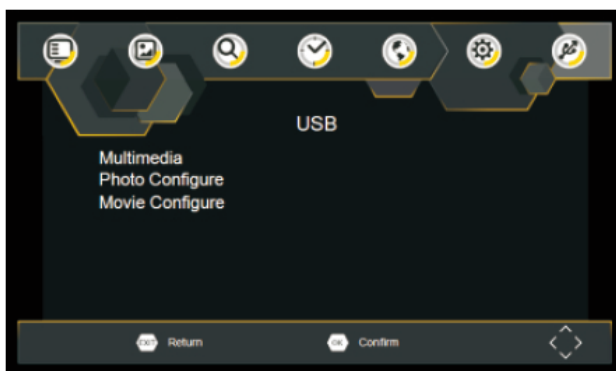 USB
Multimedia
Photo Configure
Movie Configure
EXIT Return OK Confirm